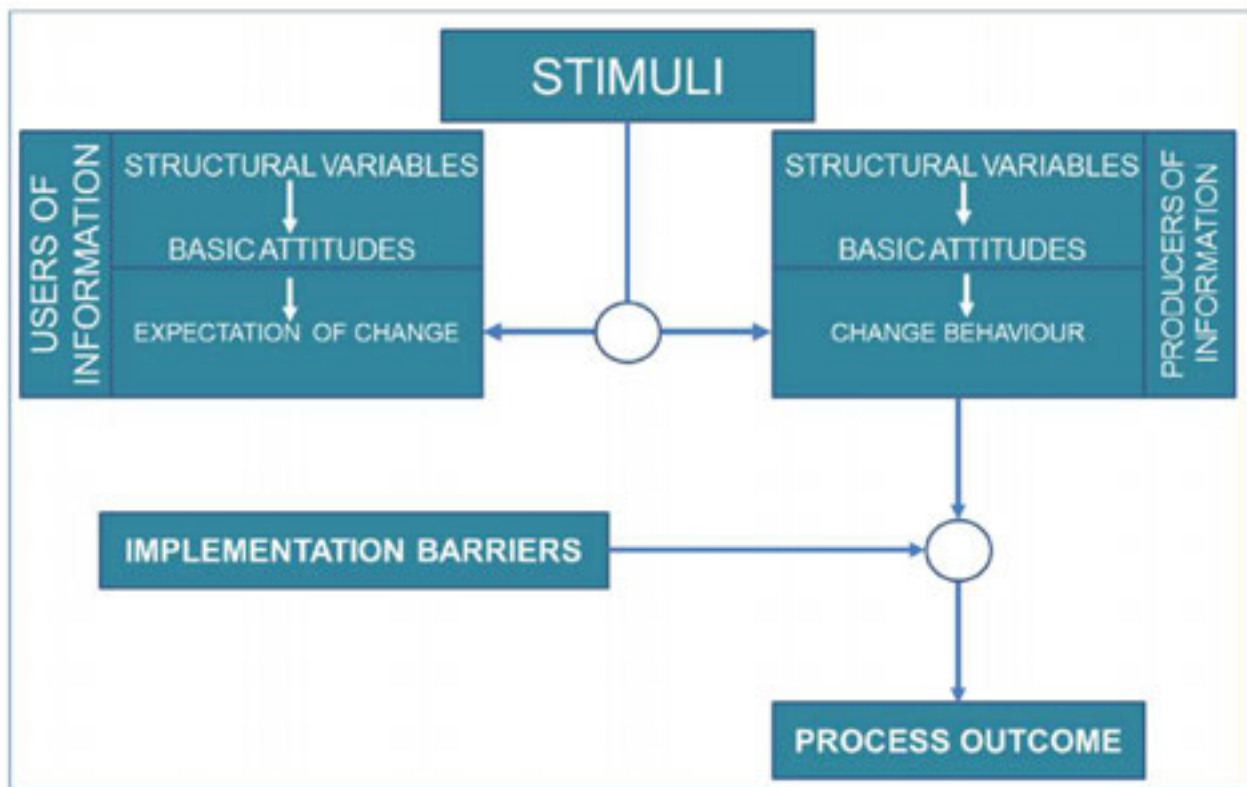 STIMULI
USERS OF
INFORMATION
STRUCTURAL VARIABLES
BASIC ATTITUDES
EXPECTATION OF CHANGE
STRUCTURAL VARIABLES
BASIC ATTITUDES
CHANGE BEHAVIOUR
PRODUCERS OF
INFORMATION
IMPLEMENTATION BARRIERS
PROCESS OUTCOME